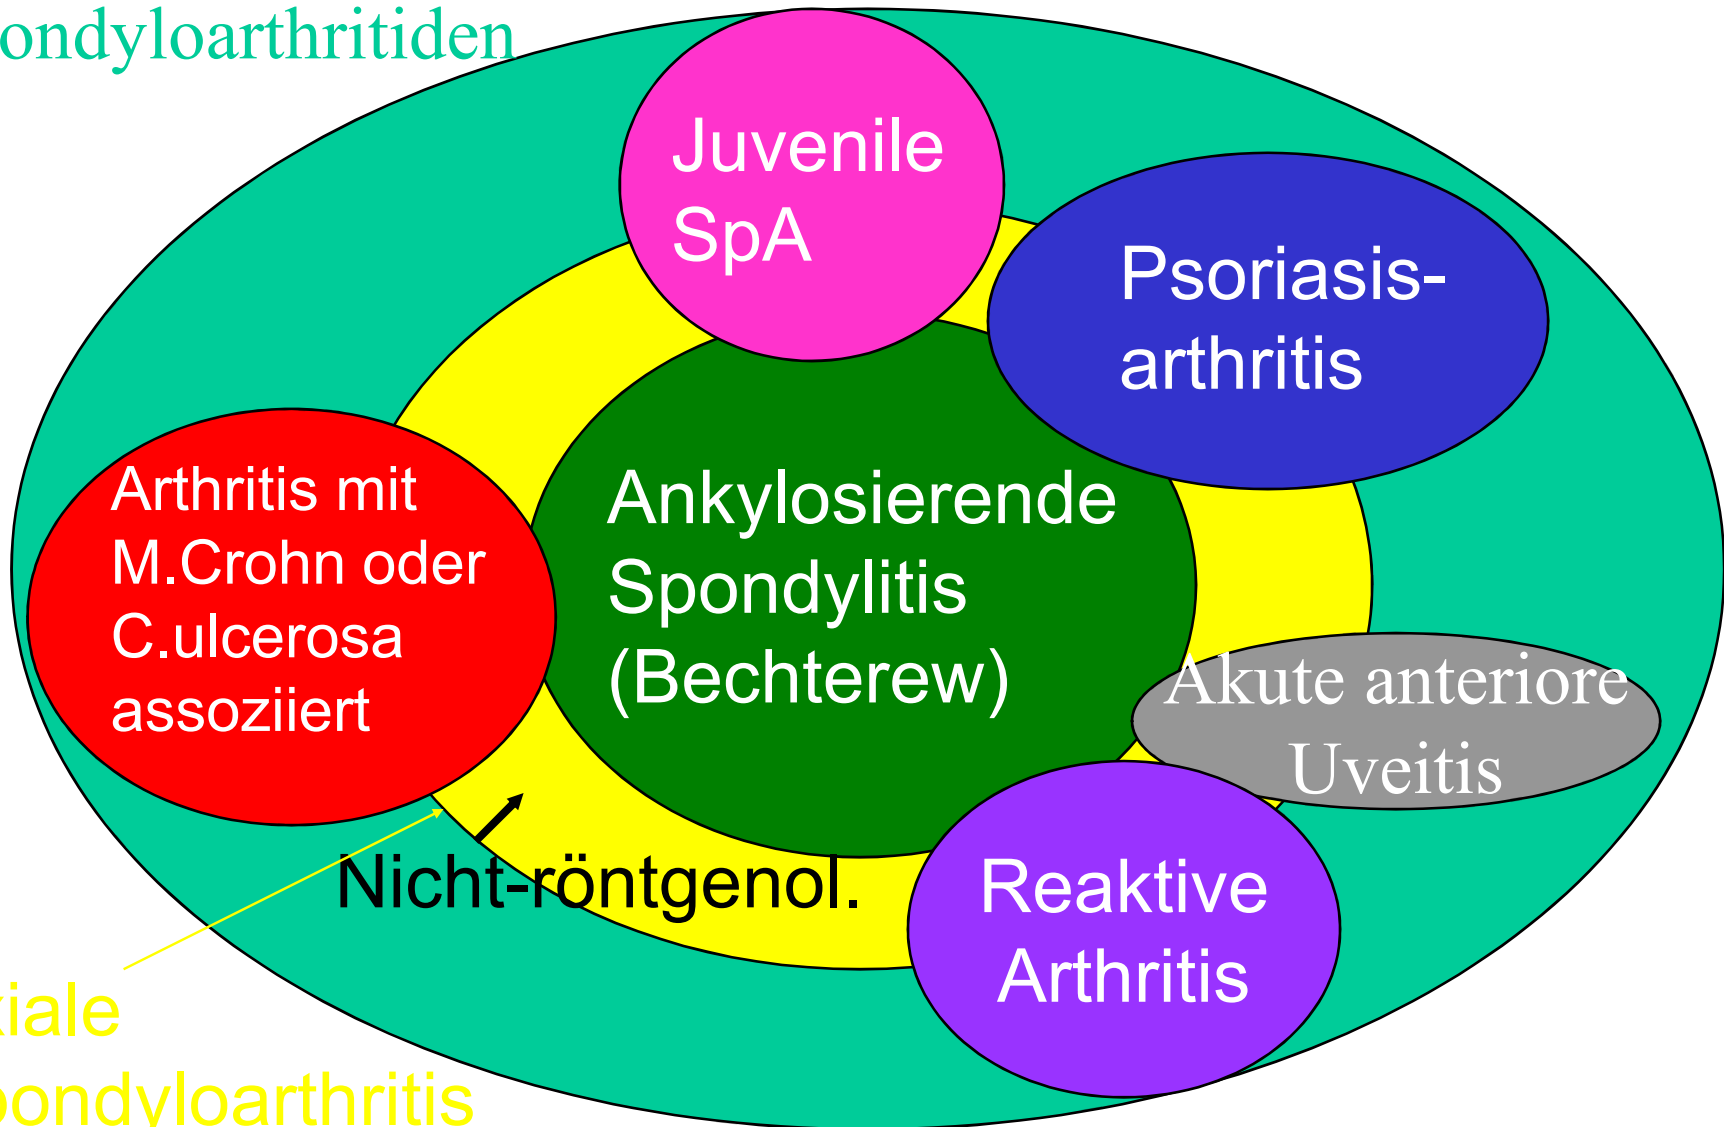 ondyloarthritiden
Juvenile
SpA
Psoriasis-
arthritis
Arthritis mit
M.Crohn oder
C.ulcerosa
assoziiert
Ankylosierende
Spondylitis
(Bechterew)
Akute anteriore
Uveitis
Nicht-röntgenol.
Reaktive
Arthritis
xiale
pondyloarthritis